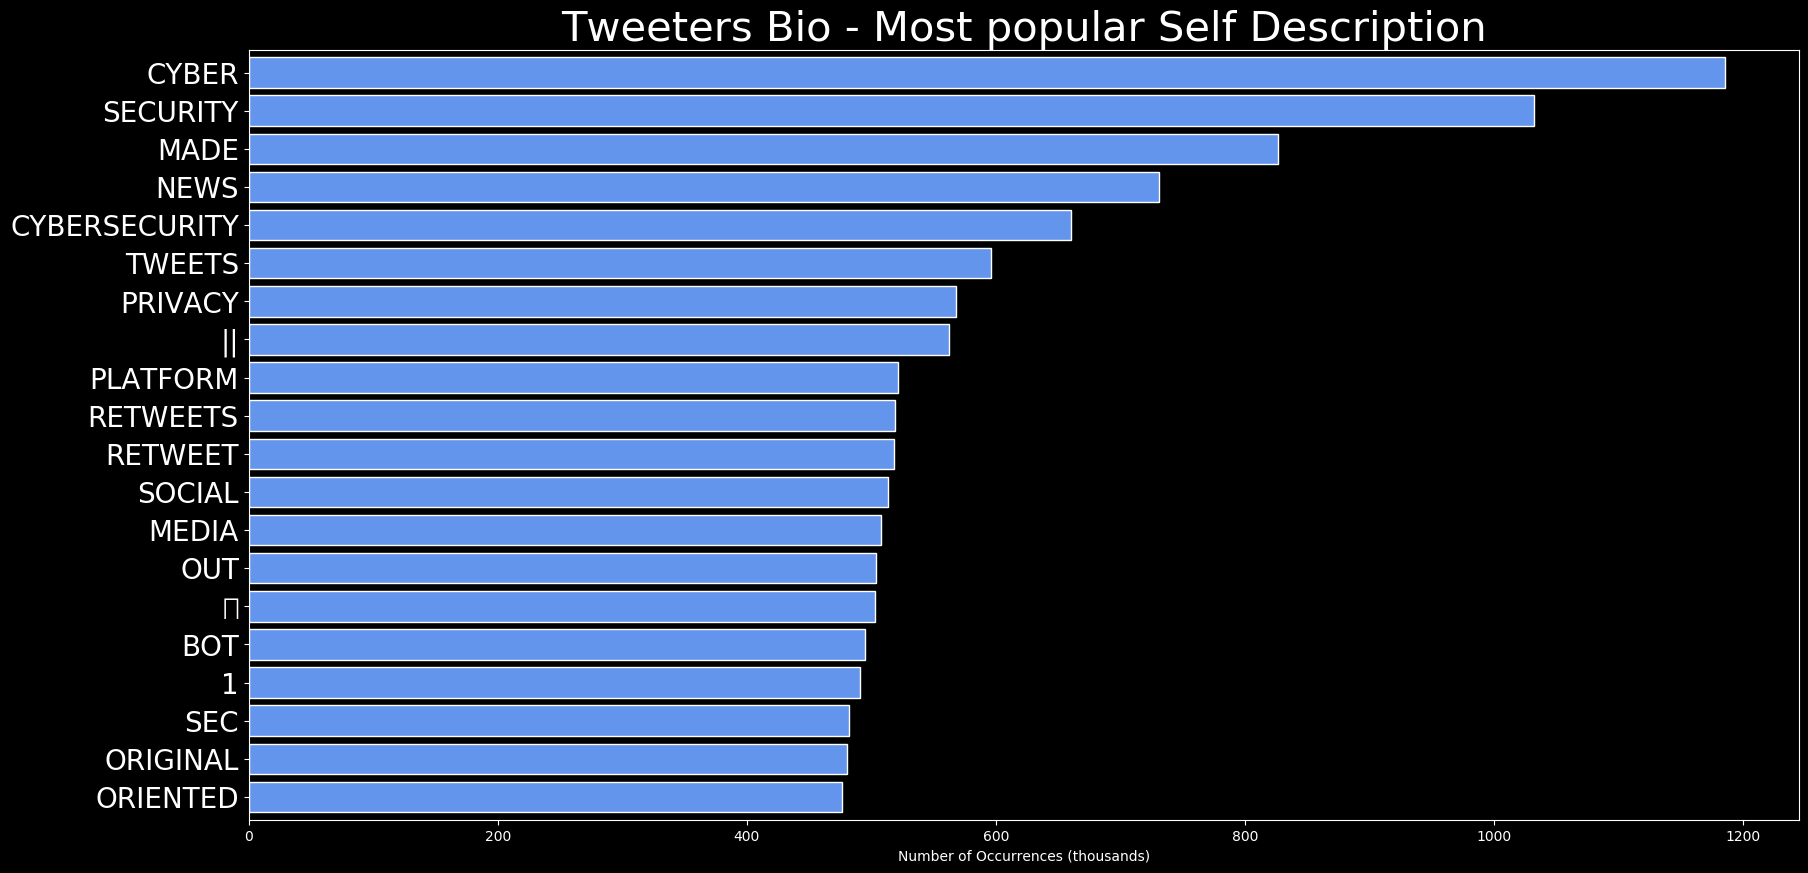 Tweeters Bio - Most popular Self Description
CYBER
SECURITY
MADE
NEWS
CYBERSECURITY
TWEETS
PRIVACY
||
PLATFORM
RETWEETS
RETWEET
SOCIAL
MEDIA
OUT
BOT
1
SEC
ORIGINAL
ORIENTED
0 200 400 600 800 1000 1200
Number of Occurrences (thousands)